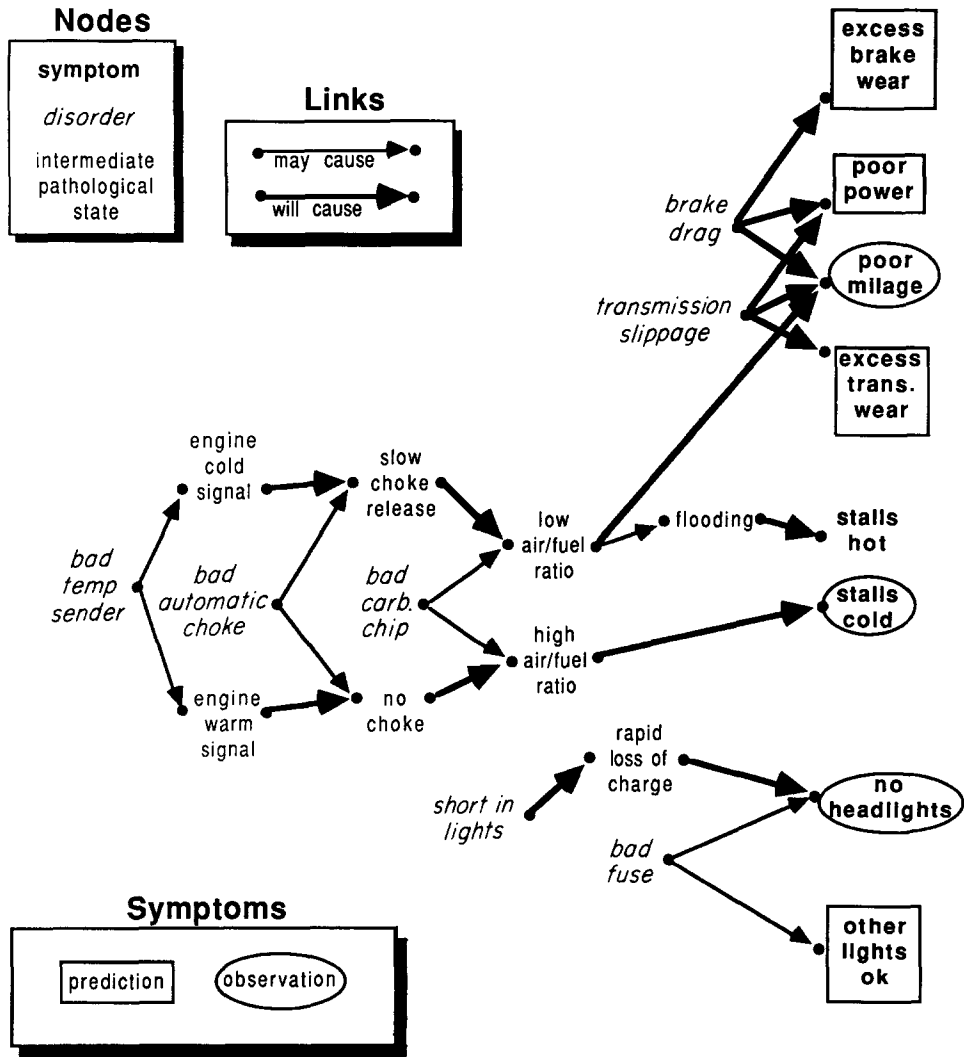 Nodes
symptom
disorder
intermediate
pathological
state
Links
may cause
will cause
excess
brake
wear
poor
power
brake
drag
poor
milage
transmission
slippage
excess
trans.
wear
engine
cold
signal
slow
choke
release
low
air/fuel
ratio
flooding
stalls
hot
bad
temp
sender
bad
automatic
choke
bad
carb.
chip
stalls
cold
high
air/fuel
ratio
engine
warm
signal
no
choke
rapid
loss of
charge
short in
lights
no
headlights
bad
fuse
other
lights
ok
Symptoms
prediction
observation